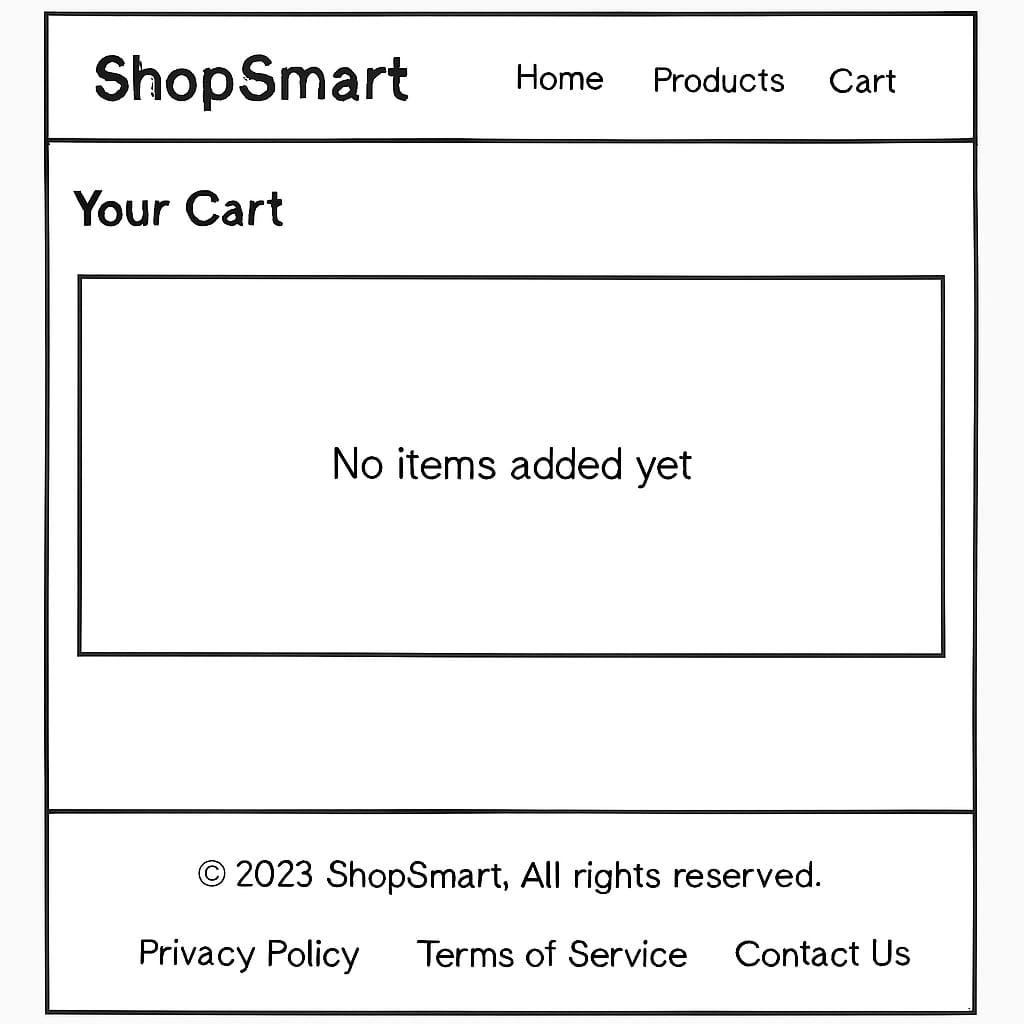 ShopSmart Home Products Cart
Your Cart
No items added yet
© 2023 ShopSmart, All rights reserved.
Privacy Policy Terms of Service Contact Us